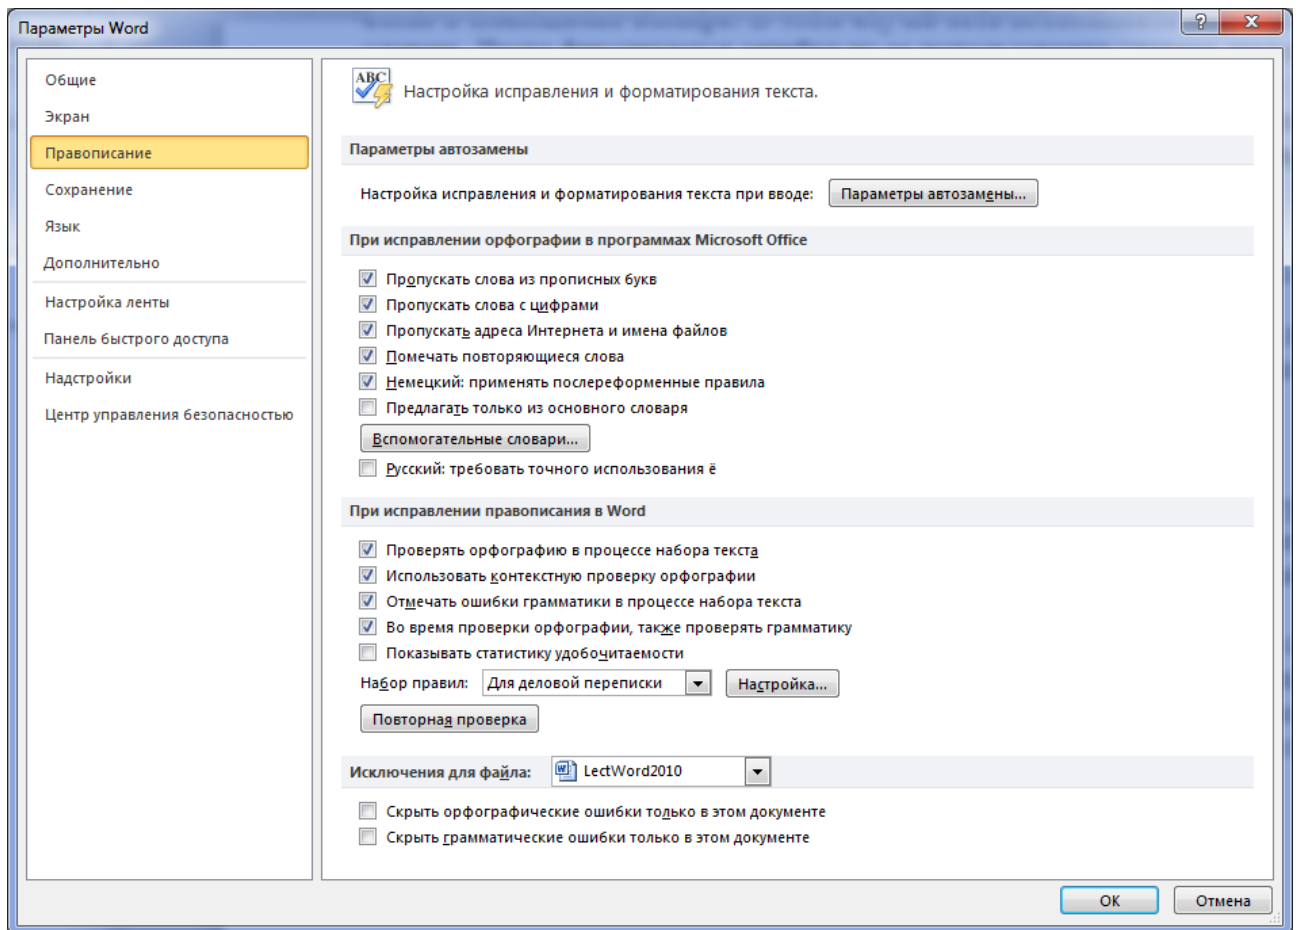 Параметры Word
Общие
Экран
Правописание
Сохранение
Язык
Дополнительно
Настройка ленты
Панель быстрого доступа
Надстройки
Центр управления безопасностью
ABC
Настройка исправления и форматирования текста.
Параметры автозамены
Настройка исправления и форматирования текста при вводе: Параметры автозамены...
При исправлении орфографии в программах Microsoft Office
Пропускать слова из прописных букв
Пропускать слова с цифрами
Пропускать адреса Интернета и имена файлов
Помечать повторяющиеся слова
Немецкий: применять послереформенные правила
Предлагать только из основного словаря
Вспомогательные словари...
Русский: требовать точного использования ё
При исправлении правописания в Word
Проверять орфографию в процессе набора текста
Использовать контекстную проверку орфографии
Отмечать ошибки грамматики в процессе набора текста
Во время проверки орфографии, также проверять грамматику
Показывать статистику удобочитаемости
Набор правил: Для деловой переписки Настройка...
Повторная проверка
Исключения для файла: LectWord2010
Скрыть орфографические ошибки только в этом документе
Скрыть грамматические ошибки только в этом документе
ОК Отмена